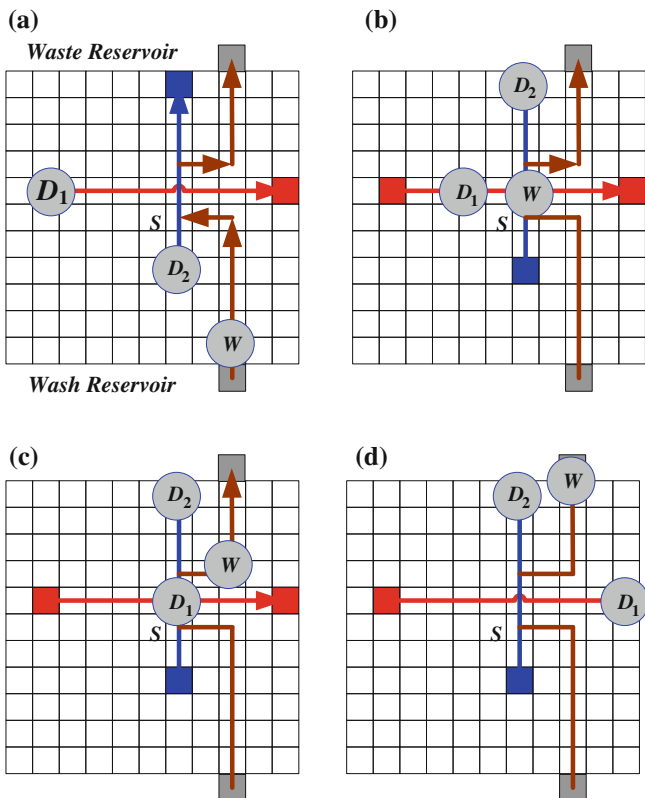 (a)
Waste Reservoir
D1
S
D2
W
Wash Reservoir
(b)
D2
D1
W
S
(c)
D2
W
D1
S
(d)
D2
W
D1
S